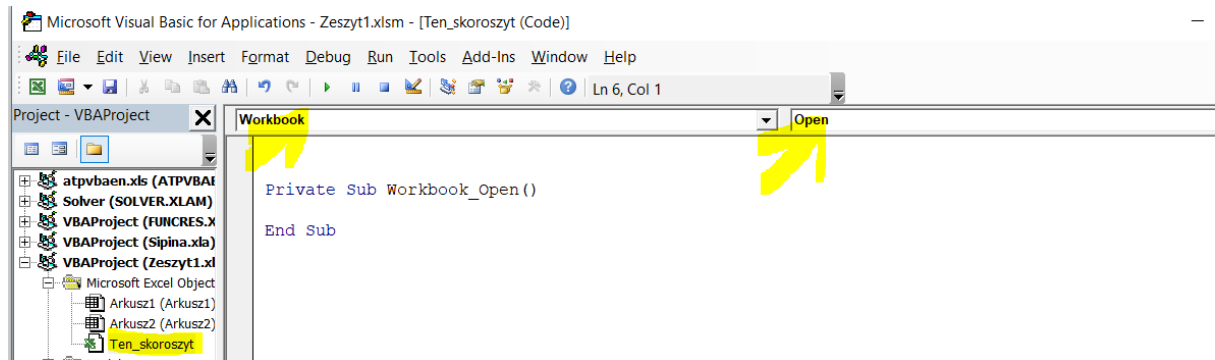 Microsoft Visual Basic for Applications - Zeszyt1.xlsm - [Ten_skoroszyt (Code)]
File Edit View Insert Format Debug Run Tools Add-Ins Window Help
Ln 6, Col 1
Project - VBAProject
Workbook
Open
atpvbaen.xls (ATPVBAE
Solver (SOLVER.XLAM)
VBAProject (FUNCRES.X
VBAProject (Sipina.xla)
VBAProject (Zeszyt1.xl
Microsoft Excel Object
Arkusz1 (Arkusz1)
Arkusz2 (Arkusz2)
Ten_skoroszyt
Private Sub Workbook_Open()
End Sub